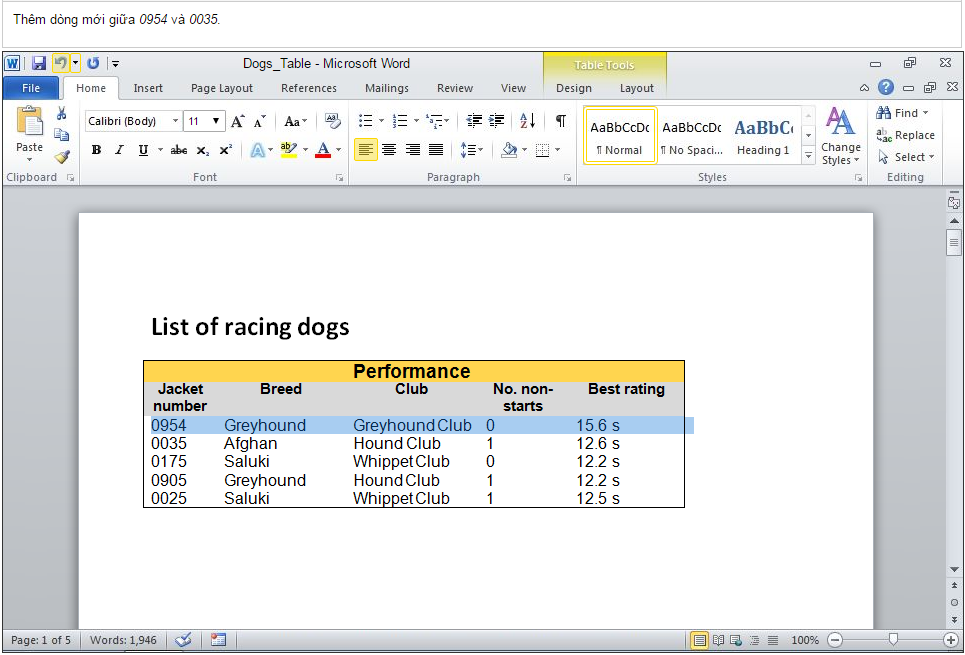 Thêm dòng mới giữa 0954 và 0035.
W Dogs_Table - Microsoft Word Table Tools
File Home Insert Page Layout References Mailings Review View Design Layout
Calibri (Body) 11 A A Aa AaBbCcDc AaBbCcDc AaBbC A Find
Paste B I U abc X₂ X² A ab A ¶ ¶ Normal ¶ No Spaci... Heading 1 Change Styles Replace
Select
Clipboard Font Paragraph Styles Editing
List of racing dogs
Performance
Jacket number Breed Club No. non-starts Best rating
0954 Greyhound Greyhound Club 0 15.6 s
0035 Afghan Hound Club 1 12.6 s
0175 Saluki Whippet Club 0 12.2 s
0905 Greyhound Hound Club 1 12.2 s
0025 Saluki Whippet Club 1 12.5 s
Page: 1 of 5 Words: 1,946 100%